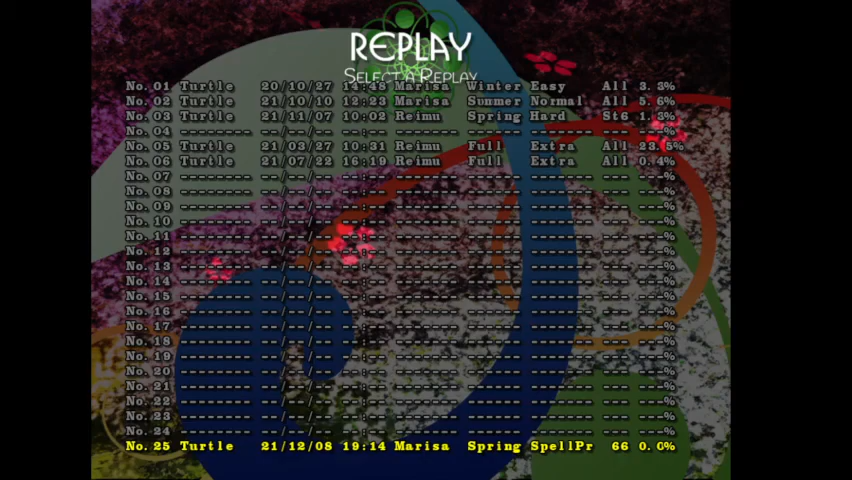 REPLAY
SELECT A REPLAY
No. 01 Turtle 20/10/27 14:48 Marisa Winter Easy All 3.3%
No. 02 Turtle 21/10/10 12:23 Marisa Summer Normal All 5.6%
No. 03 Turtle 21/11/07 10:02 Reimu Spring Hard St6 1.3%
No. 04 -------- --/--/-- --:-- ------- ------ ------- --- ---%
No. 05 Turtle 21/03/27 10:31 Reimu Full Extra All 23.5%
No. 06 Turtle 21/07/22 16:19 Reimu Full Extra All 0.4%
No. 07 -------- --/--/-- --:-- ------- ------ ------- --- ---%
No. 08 -------- --/--/-- --:-- ------- ------ ------- --- ---%
No. 09 -------- --/--/-- --:-- ------- ------ ------- --- ---%
No. 10 -------- --/--/-- --:-- ------- ------ ------- --- ---%
No. 11 -------- --/--/-- --:-- ------- ------ ------- --- ---%
No. 12 -------- --/--/-- --:-- ------- ------ ------- --- ---%
No. 13 -------- --/--/-- --:-- ------- ------ ------- --- ---%
No. 14 -------- --/--/-- --:-- ------- ------ ------- --- ---%
No. 15 -------- --/--/-- --:-- ------- ------ ------- --- ---%
No. 16 -------- --/--/-- --:-- ------- ------ ------- --- ---%
No. 17 -------- --/--/-- --:-- ------- ------ ------- --- ---%
No. 18 -------- --/--/-- --:-- ------- ------ ------- --- ---%
No. 19 -------- --/--/-- --:-- ------- ------ ------- --- ---%
No. 20 -------- --/--/-- --:-- ------- ------ ------- --- ---%
No. 21 -------- --/--/-- --:-- ------- ------ ------- --- ---%
No. 22 -------- --/--/-- --:-- ------- ------ ------- --- ---%
No. 23 -------- --/--/-- --:-- ------- ------ ------- --- ---%
No. 24 -------- --/--/-- --:-- ------- ------ ------- --- ---%
No. 25 Turtle 21/12/08 19:14 Marisa Spring SpellPr 66 0.0%